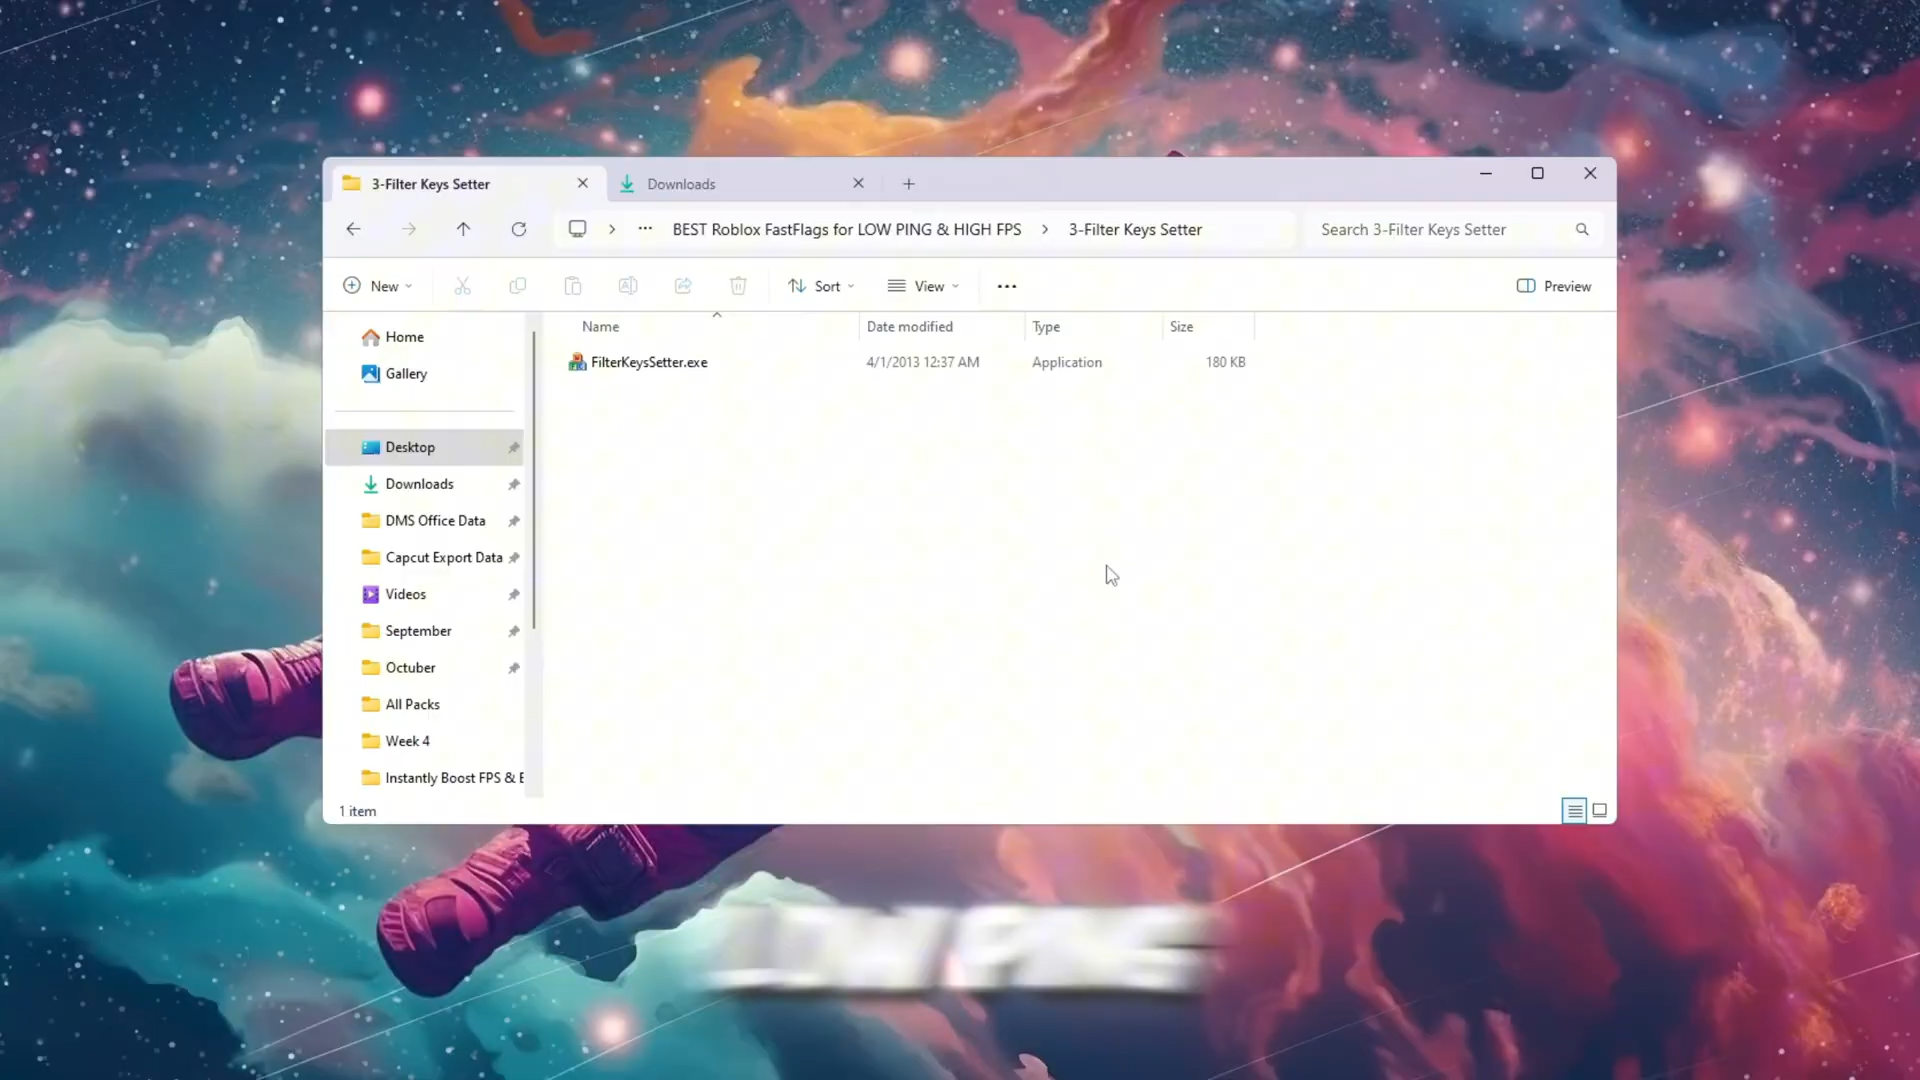 3-Filter Keys Setter
Downloads
BEST Roblox FastFlags for LOW PING & HIGH FPS
3-Filter Keys Setter
Search 3-Filter Keys Setter
New
Sort
View
Preview
Name
Date modified
Type
Size
FilterKeysSetter.exe
4/1/2013 12:37 AM
Application
180 KB
Home
Gallery
Desktop
Downloads
DMS Office Data
Capcut Export Data
Videos
September
Octuber
All Packs
Week 4
Instantly Boost FPS & E
1 item
LOW PING